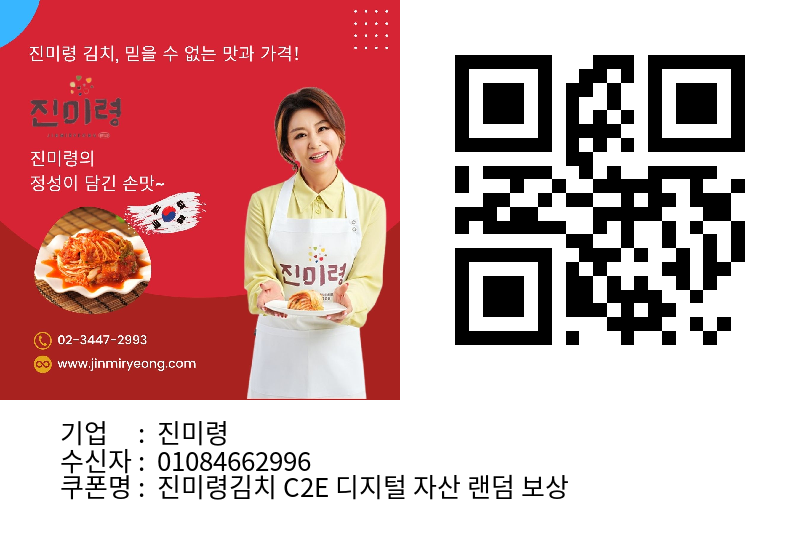 진미령 김치, 믿을 수 없는 맛과 가격!
진미령
진미령의
정성이 담긴 손맛~
진미령
02-3447-2993
www.jinmiryeong.com
기업 : 진미령
수신자 : 01084662996
쿠폰명 : 진미령김치 C2E 디지털 자산 랜덤 보상